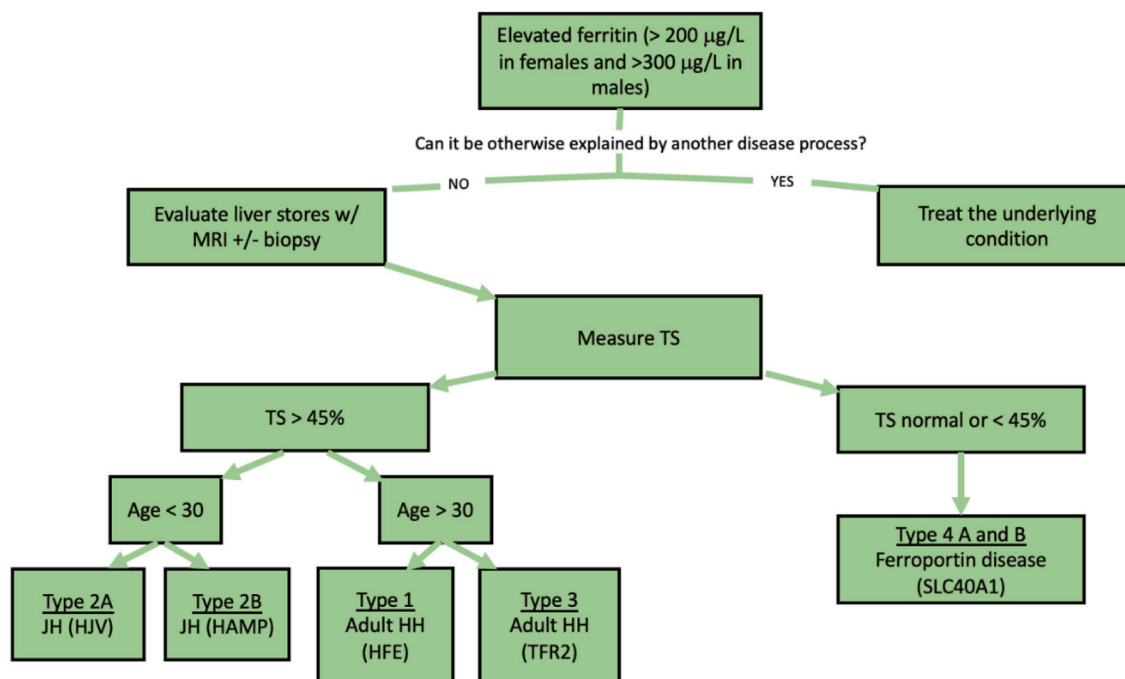 Elevated ferritin (> 200 μg/L
in females and >300 μg/L in
males)
Can it be otherwise explained by another disease process?
NO
YES
Evaluate liver stores w/
MRI +/- biopsy
Treat the underlying
condition
Measure TS
TS > 45%
TS normal or < 45%
Age < 30
Age > 30
Type 2A
JH (HJV)
Type 2B
JH (HAMP)
Type 1
Adult HH
(HFE)
Type 3
Adult HH
(TFR2)
Type 4 A and B
Ferroportin disease
(SLC40A1)